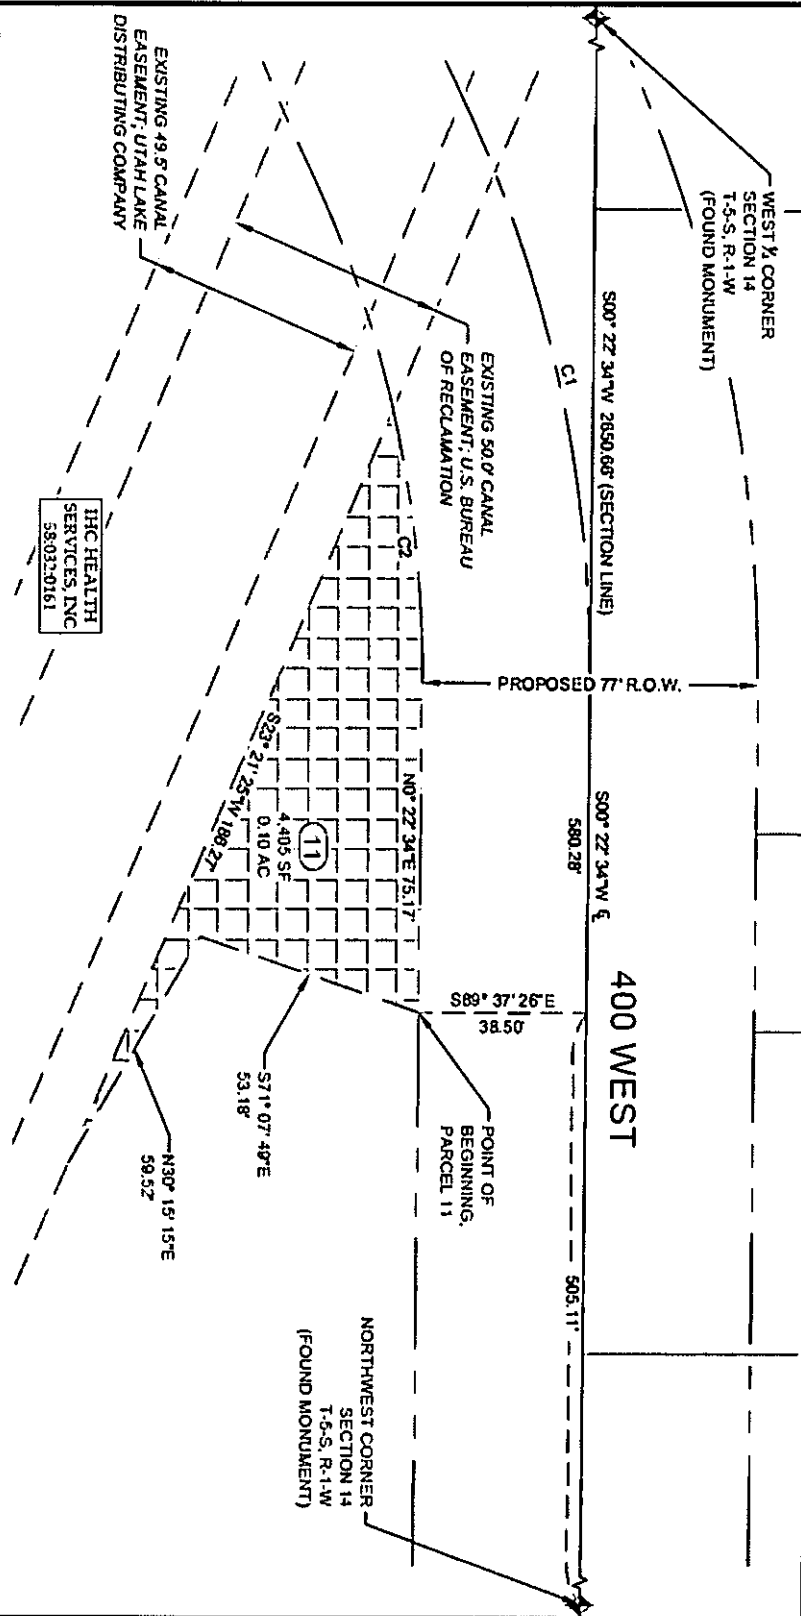 WEST ¼ CORNER
SECTION 14
T-5-S, R-1-W
(FOUND MONUMENT)
S00° 22' 34"W 2650.66' (SECTION LINE)
C1
EXISTING 49.5' CANAL
EASEMENT; UTAH LAKE
DISTRIBUTING COMPANY
EXISTING 50.0' CANAL
EASEMENT; U.S. BUREAU
OF RECLAMATION
IHC HEALTH
SERVICES, INC
58:032:0161
C2
PROPOSED 77' R.O.W.
S00° 22' 34"W ℄
580.28'
400 WEST
N0° 22' 34"E 75.17'
11
4,405 SF
0.10 AC
S23° 21' 25"W 188.27'
S89° 37' 26"E
38.50'
POINT OF
BEGINNING,
PARCEL 11
S71° 07' 49"E
53.18'
N30° 15' 15"E
59.52'
505.11'
NORTHWEST CORNER
SECTION 14
T-5-S, R-1-W
(FOUND MONUMENT)